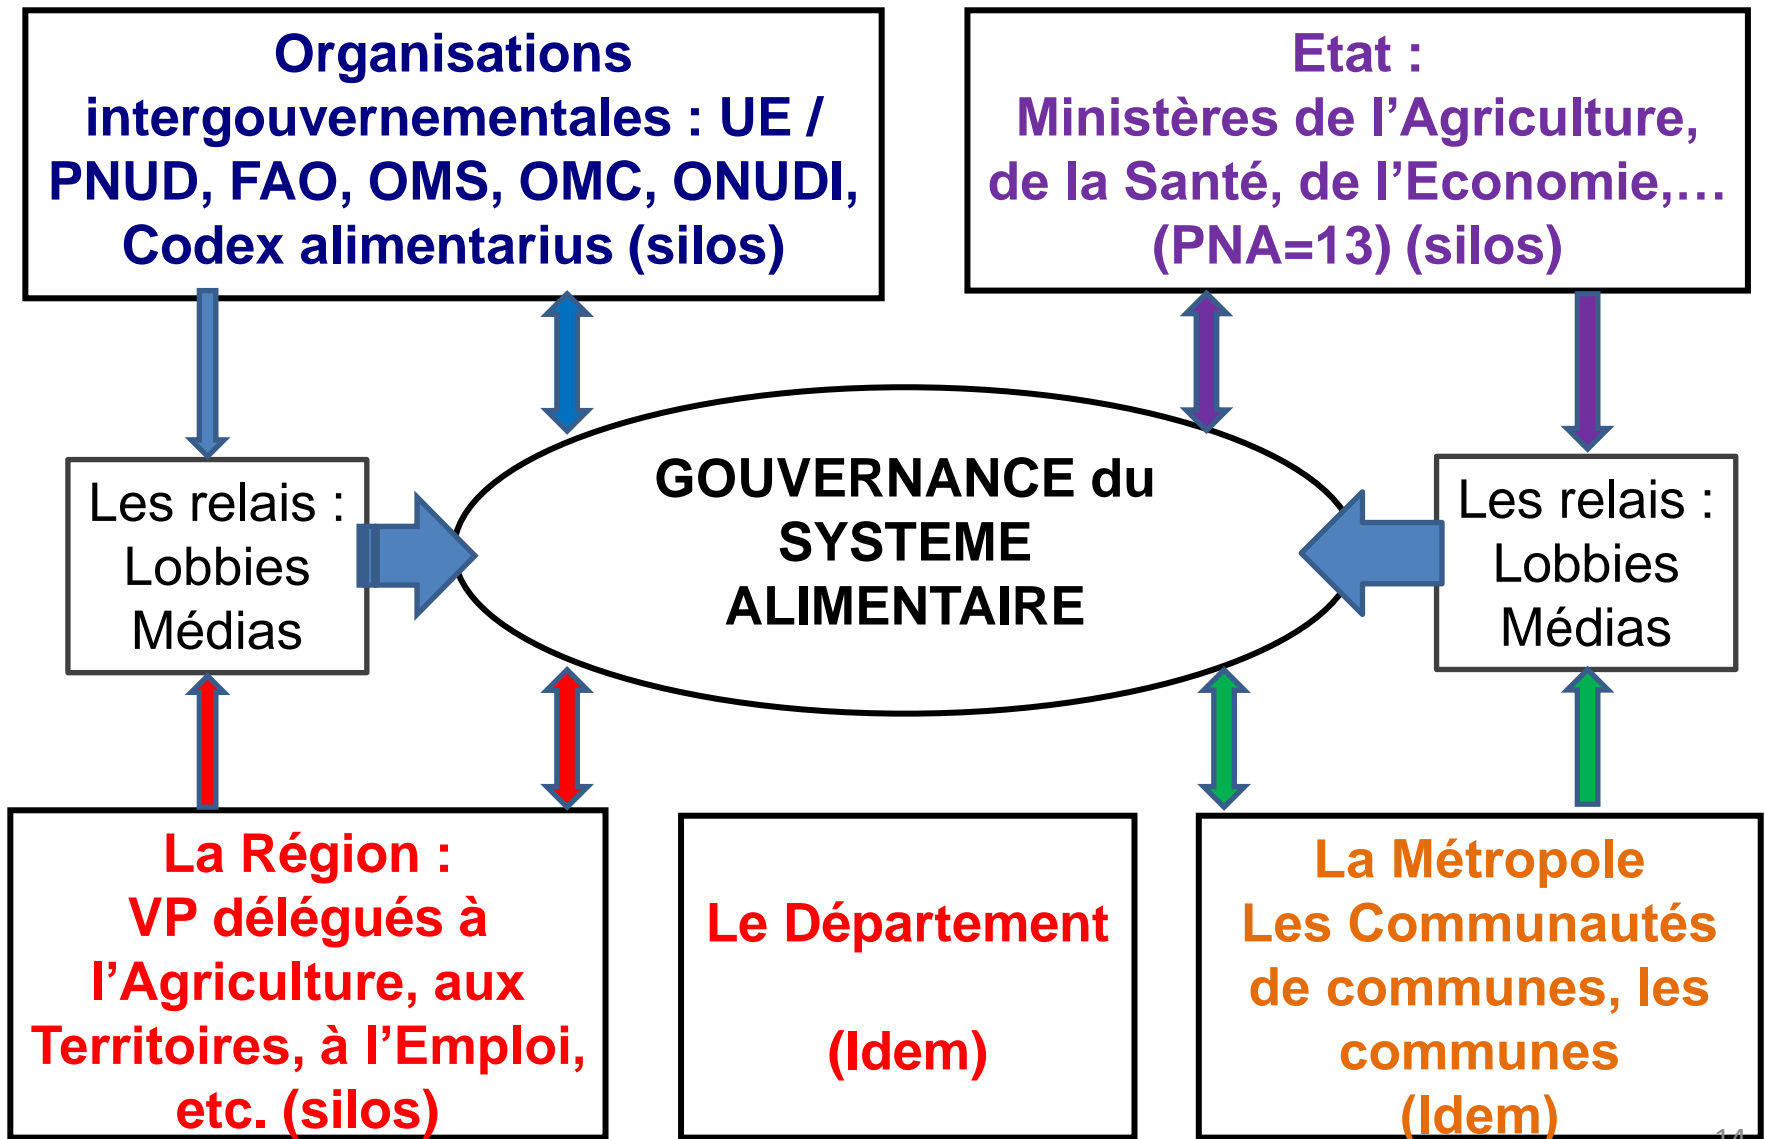 Organisations
intergouvernementales : UE /
PNUD, FAO, OMS, OMC, ONUDI,
Codex alimentarius (silos)
Etat :
Ministères de l’Agriculture,
de la Santé, de l’Economie,…
(PNA=13) (silos)
Les relais :
Lobbies
Médias
GOUVERNANCE du
SYSTEME
ALIMENTAIRE
Les relais :
Lobbies
Médias
La Région :
VP délégués à
l’Agriculture, aux
Territoires, à l’Emploi,
etc. (silos)
Le Département
(Idem)
La Métropole
Les Communautés
de communes, les
communes
(Idem)
14